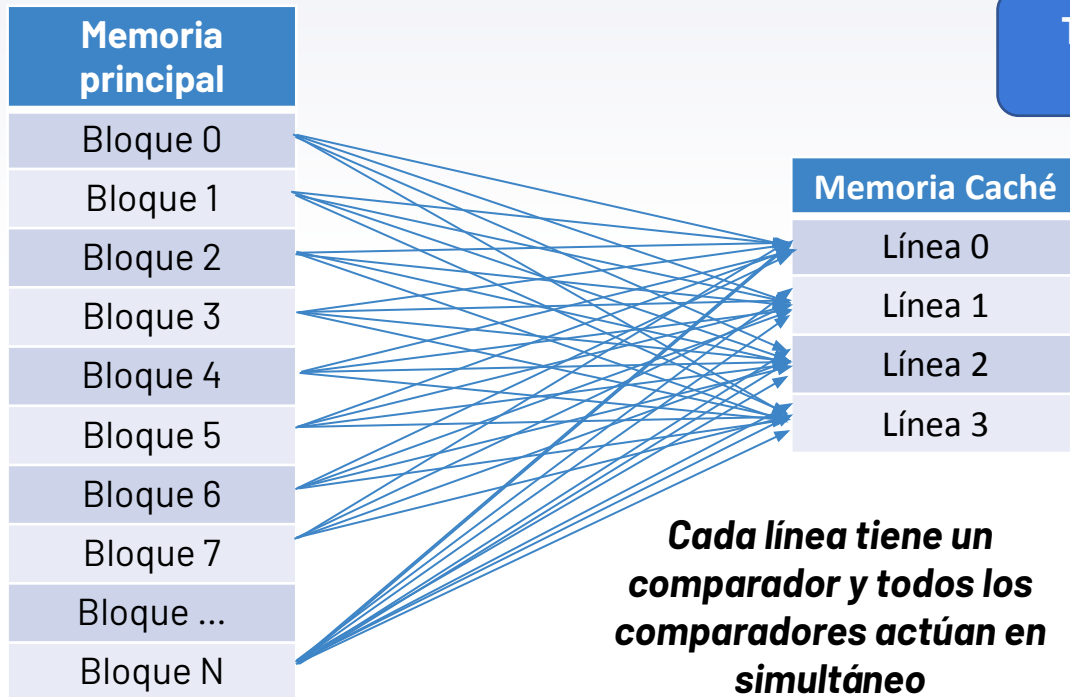 Memoria
principal
Bloque 0
Bloque 1
Bloque 2
Bloque 3
Bloque 4
Bloque 5
Bloque 6
Bloque 7
Bloque ...
Bloque N
Memoria Caché
Línea 0
Línea 1
Línea 2
Línea 3
Cada línea tiene un
comparador y todos los
comparadores actúan en
simultáneo